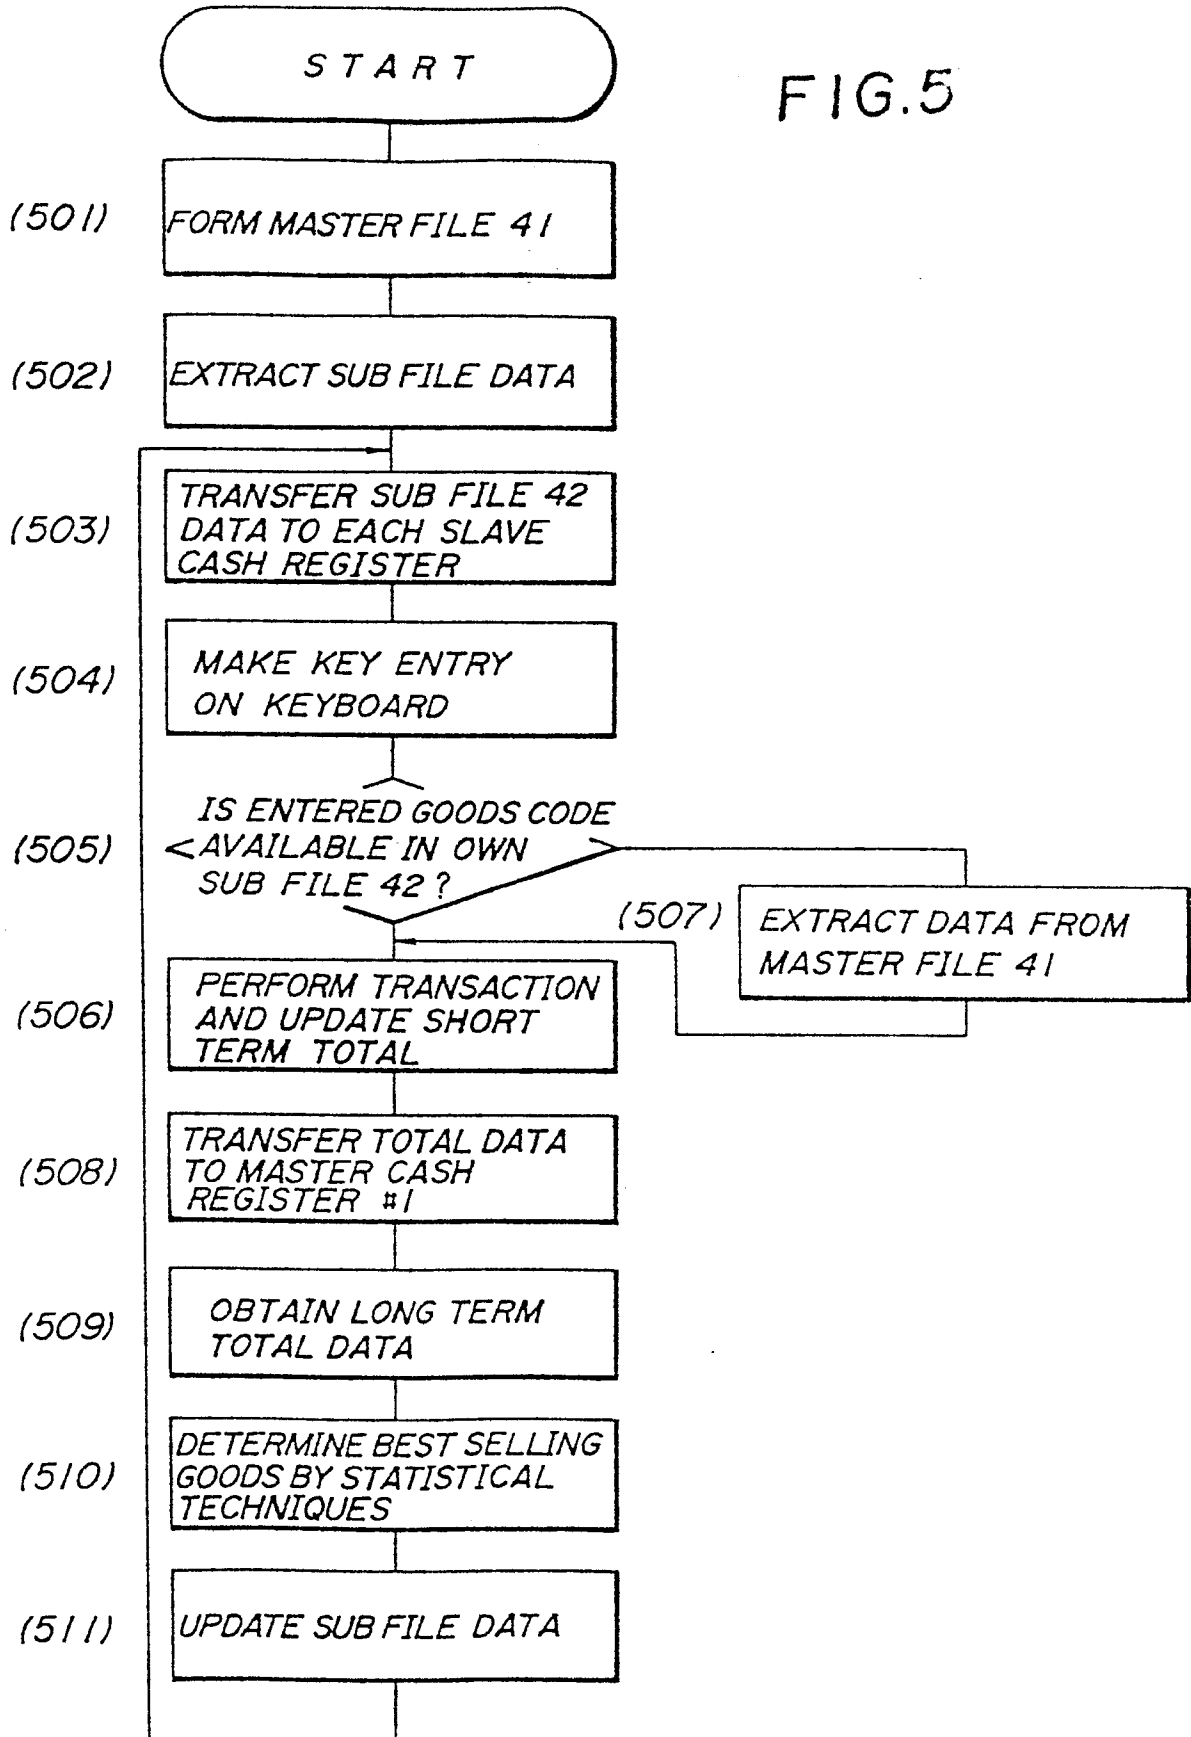 START
FIG.5
(501)
FORM MASTER FILE 41
(502)
EXTRACT SUB FILE DATA
(503)
TRANSFER SUB FILE 42
DATA TO EACH SLAVE
CASH REGISTER
(504)
MAKE KEY ENTRY
ON KEYBOARD
(505)
IS ENTERED GOODS CODE
AVAILABLE IN OWN
SUB FILE 42?
(507)
EXTRACT DATA FROM
MASTER FILE 41
(506)
PERFORM TRANSACTION
AND UPDATE SHORT
TERM TOTAL
(508)
TRANSFER TOTAL DATA
TO MASTER CASH
REGISTER #1
(509)
OBTAIN LONG TERM
TOTAL DATA
(510)
DETERMINE BEST SELLING
GOODS BY STATISTICAL
TECHNIQUES
(511)
UPDATE SUB FILE DATA